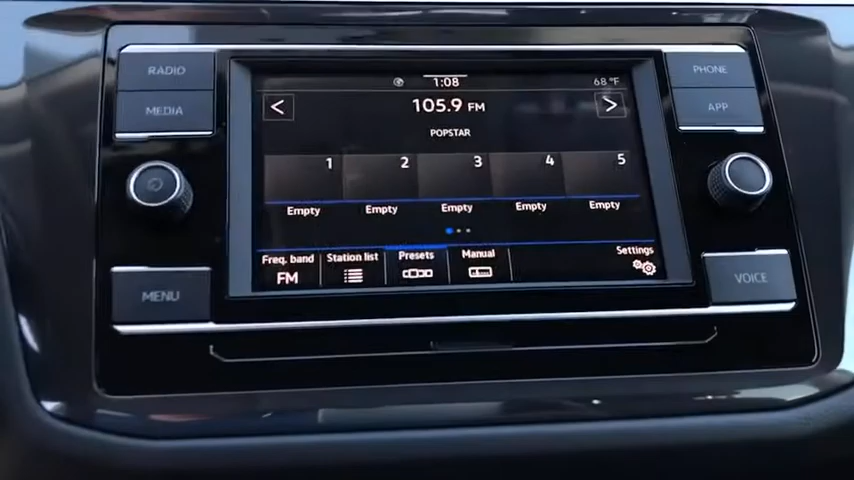 RADIO
MEDIA
MENU
1:08
68°F
<
105.9 FM
>
POPSTAR
1 2 3 4 5
Empty Empty Empty Empty Empty
Freq. band Station list Presets Manual Settings
FM
PHONE
APP
VOICE